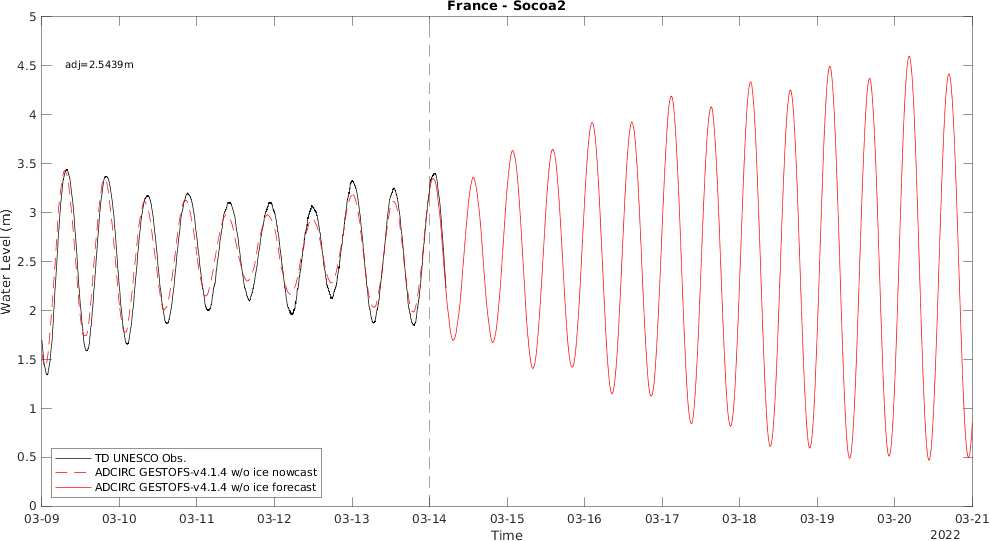 France - Socoa2
adj=2.5439m
Water Level (m)
5
4.5
4
3.5
3
2.5
2
1.5
1
0.5
0
TD UNESCO Obs.
ADCIRC GESTOFS-v4.1.4 w/o ice nowcast
ADCIRC GESTOFS-v4.1.4 w/o ice forecast
03-09 03-10 03-11 03-12 03-13 03-14 03-15 03-16 03-17 03-18 03-19 03-20 03-21
Time
2022